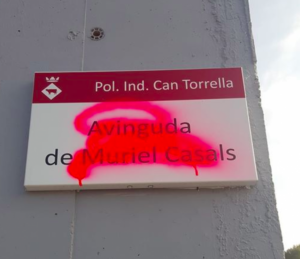 Pol. Ind. Can Torrella
Avinguda
de Muriel Casals